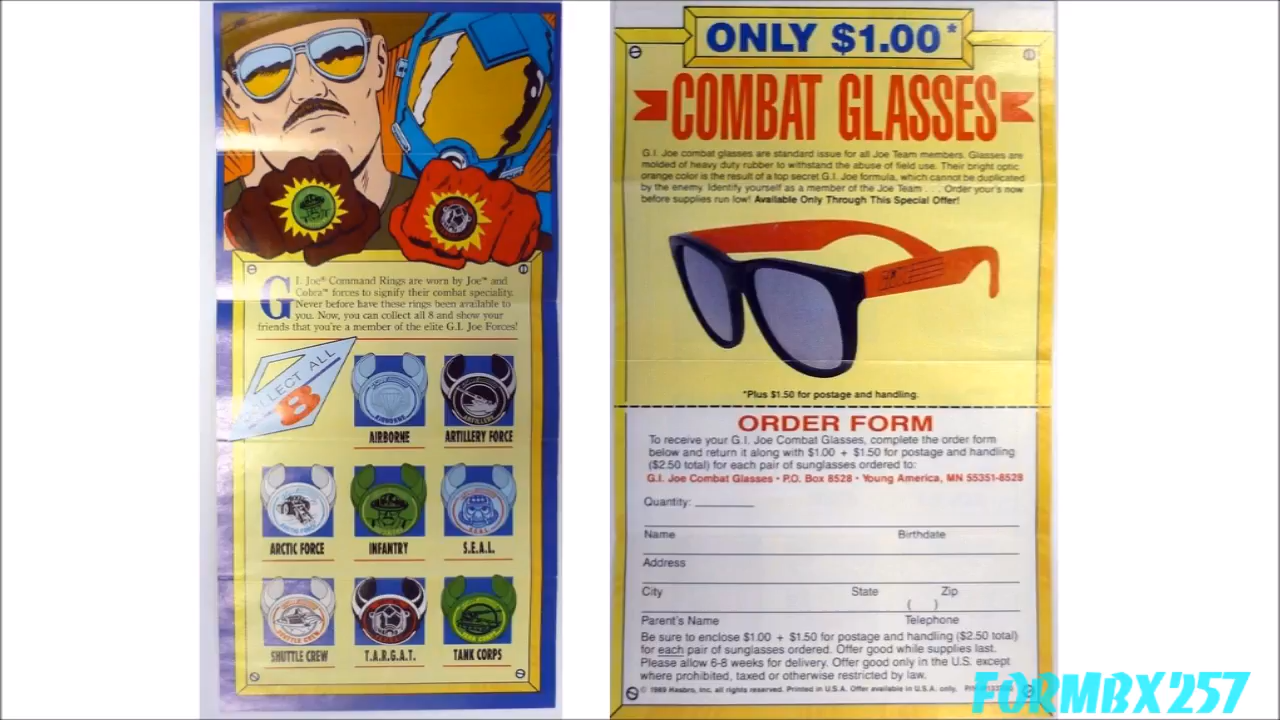 G.I. Joe® Command Rings are worn by Joe™ and
Cobra™ forces to signify their combat speciality.
Never before have these rings been available to
you. Now, you can collect all 8 and show your
friends that you're a member of the elite G.I. Joe Forces!
COLLECT ALL
8
AIRBORNE
ARTILLERY FORCE
ARCTIC FORCE
INFANTRY
S.E.A.L.
SHUTTLE CREW
T.A.R.G.A.T.
TANK CORPS
ONLY $1.00*
COMBAT GLASSES
G.I. Joe combat glasses are standard issue for all Joe Team members. Glasses are
molded of heavy duty rubber to withstand the abuse of field use. Their bright optic
orange color is the result of a top secret G.I. Joe formula, which cannot be duplicated
by the enemy. Identify yourself as a member of the Joe Team . . . Order your's now
before supplies run low! Available Only Through This Special Offer!
*Plus $1.50 for postage and handling.
ORDER FORM
To receive your G.I. Joe Combat Glasses, complete the order form
below and return it along with $1.00 + $1.50 for postage and handling
($2.50 total) for each pair of sunglasses ordered to:
G.I. Joe Combat Glasses • P.O. Box 8528 • Young America, MN 55351-8528
Quantity:
Name Birthdate
Address
City State Zip
( )
Parent's Name Telephone
Be sure to enclose $1.00 + $1.50 for postage and handling ($2.50 total)
for each pair of sunglasses ordered. Offer good while supplies last.
Please allow 6-8 weeks for delivery. Offer good only in the U.S. except
where prohibited, taxed or otherwise restricted by law.
© 1989 Hasbro, Inc. all rights reserved. Printed in U.S.A. Offer available in U.S.A. only.
FORMBX257